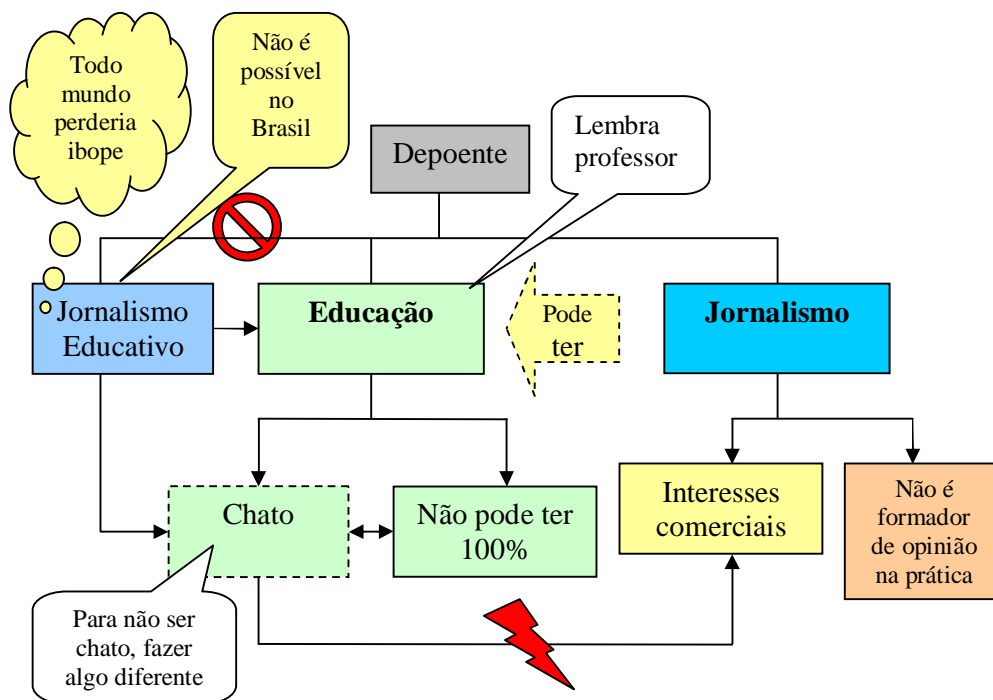 Todo
mundo
perderia
ibope
Não é
possível
no
Brasil
Depoente
Lembra
professor
Jornalismo
Educativo
Educação
Pode
ter
Jornalismo
Chato
Não pode ter
100%
Interesses
comerciais
Não é
formador
de opinião
na prática
Para não ser
chato, fazer
algo diferente